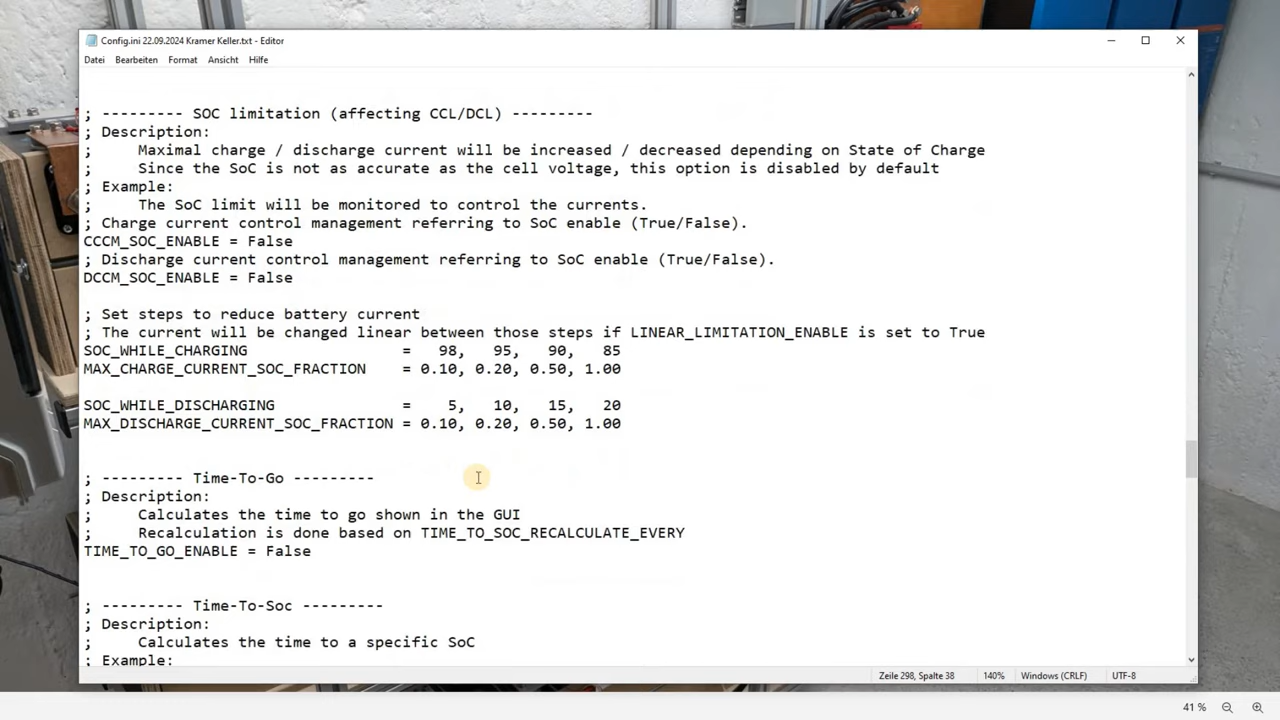 Config.ini 22.09.2024 Kramer Keller.txt - Editor
Datei Bearbeiten Format Ansicht Hilfe
; --------- SOC limitation (affecting CCL/DCL) ---------
; Description:
;     Maximal charge / discharge current will be increased / decreased depending on State of Charge
;     Since the SoC is not as accurate as the cell voltage, this option is disabled by default
; Example:
;     The SoC limit will be monitored to control the currents.
; Charge current control management referring to SoC enable (True/False).
CCCM_SOC_ENABLE = False
; Discharge current control management referring to SoC enable (True/False).
DCCM_SOC_ENABLE = False
; Set steps to reduce battery current
; The current will be changed linear between those steps if LINEAR_LIMITATION_ENABLE is set to True
SOC_WHILE_CHARGING                 =   98,   95,   90,   85
MAX_CHARGE_CURRENT_SOC_FRACTION    = 0.10, 0.20, 0.50, 1.00
SOC_WHILE_DISCHARGING              =    5,   10,   15,   20
MAX_DISCHARGE_CURRENT_SOC_FRACTION = 0.10, 0.20, 0.50, 1.00
; --------- Time-To-Go ---------
; Description:
;     Calculates the time to go shown in the GUI
;     Recalculation is done based on TIME_TO_SOC_RECALCULATE_EVERY
TIME_TO_GO_ENABLE = False
; --------- Time-To-Soc ---------
; Description:
;     Calculates the time to a specific SoC
; Example:
Zeile 298, Spalte 38 140% Windows (CRLF) UTF-8
41 %